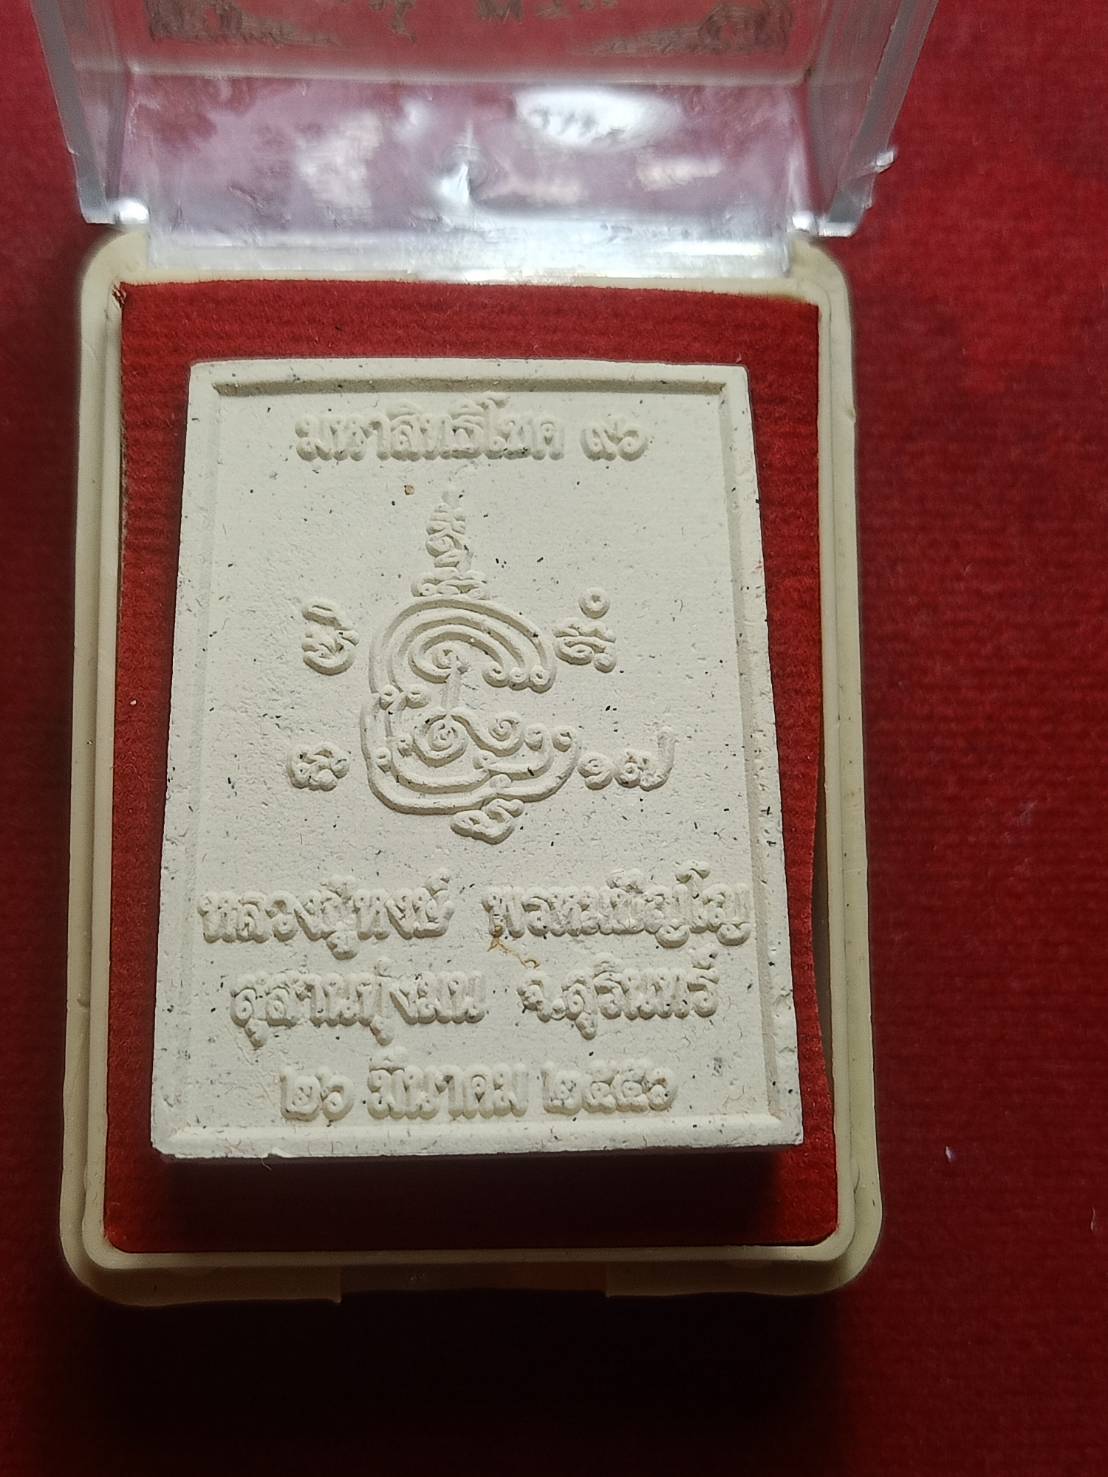 มหาสิทธิโชค ๙๖
หลวงปู่หงษ์ พรหมปัญโญ
สุสานทุ่งมน จ.สุรินทร์
๒๖ มีนาคม ๒๕๕๖